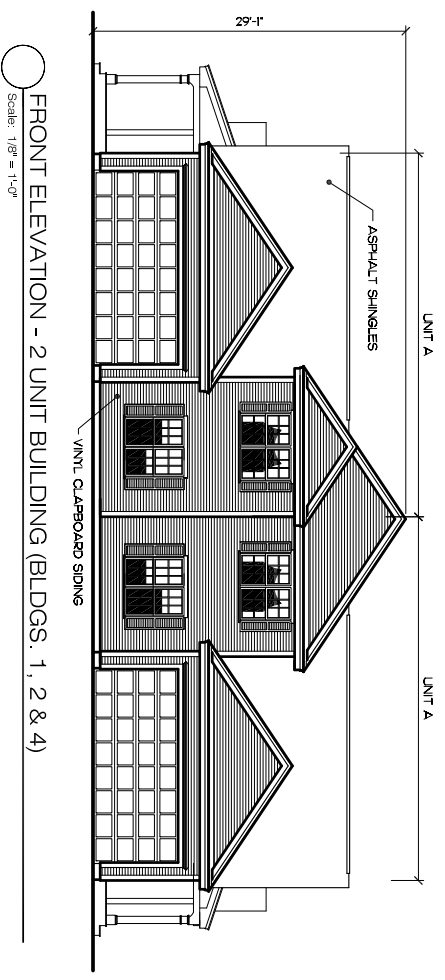 29'-1"
UNIT A
UNIT A
ASPHALT SHINGLES
VINYL CLAPBOARD SIDING
FRONT ELEVATION - 2 UNIT BUILDING (BLDGS. 1, 2 & 4)
Scale: 1/8" = 1'-0"